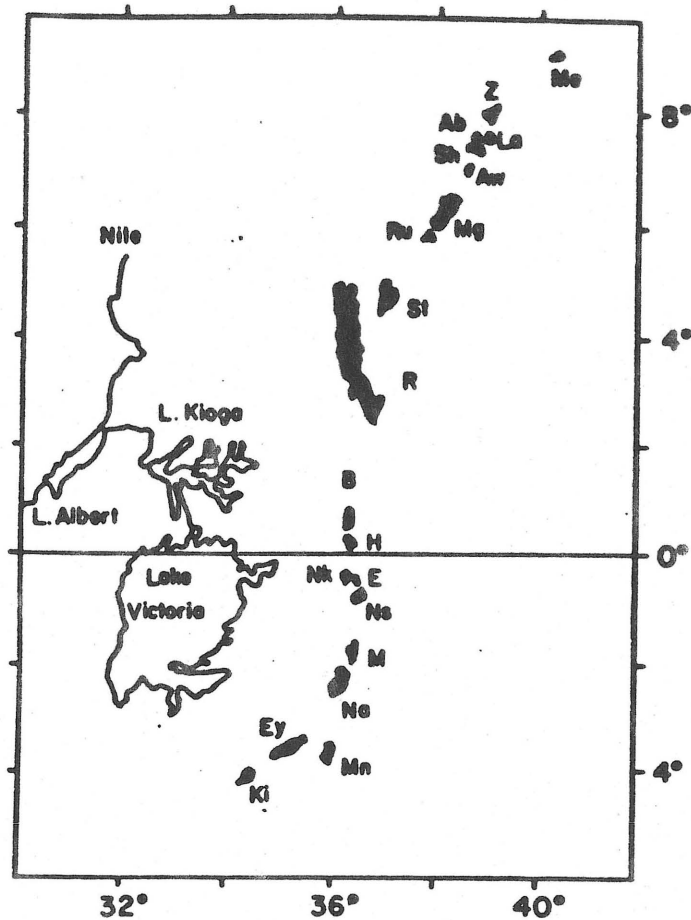 Me
Z
Ab
La
Sh
Aw
8°
Ru
Mg
Nile
St
4°
R
L. Kioga
B
L. Albert
H
0°
Nk
E
Lake
Victoria
Ns
M
Na
Ey
Mn
Ki
4°
32°
36°
40°